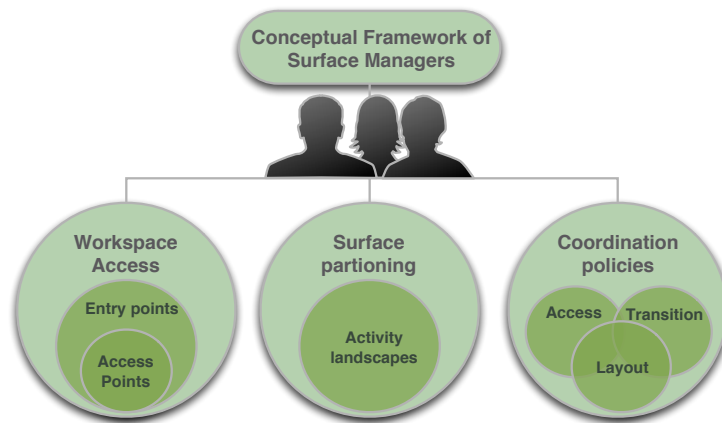 Conceptual Framework of
Surface Managers
Workspace
Access
Entry points
Access
Points
Surface
partioning
Activity
landscapes
Coordination
policies
Access
Transition
Layout